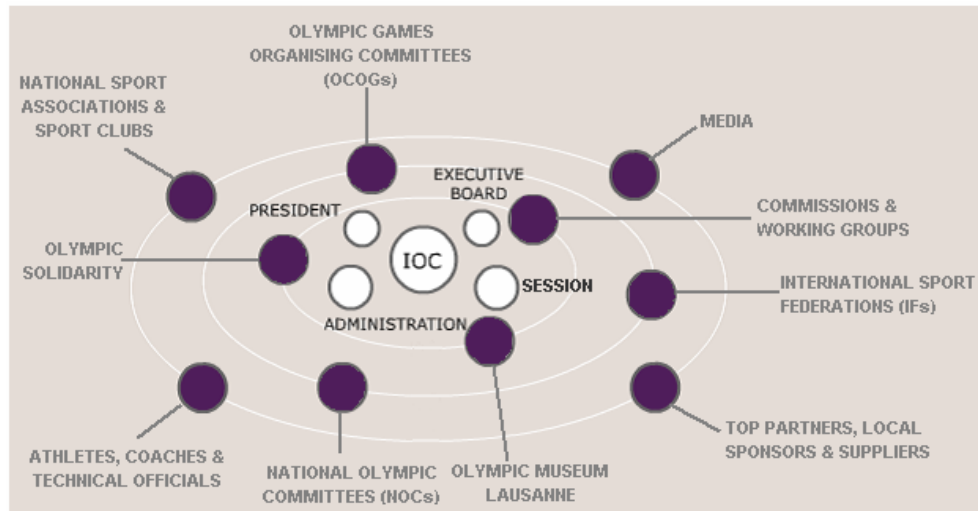 OLYMPIC GAMES
ORGANISING COMMITTEES
(OCOGs)
NATIONAL SPORT
ASSOCIATIONS &
SPORT CLUBS
MEDIA
EXECUTIVE
BOARD
PRESIDENT
COMMISSIONS &
WORKING GROUPS
OLYMPIC
SOLIDARITY
IOC
SESSION
INTERNATIONAL SPORT
FEDERATIONS (IFs)
ADMINISTRATION
TOP PARTNERS, LOCAL
SPONSORS & SUPPLIERS
ATHLETES, COACHES &
TECHNICAL OFFICIALS
NATIONAL OLYMPIC
COMMITTEES (NOCs)
OLYMPIC MUSEUM
LAUSANNE